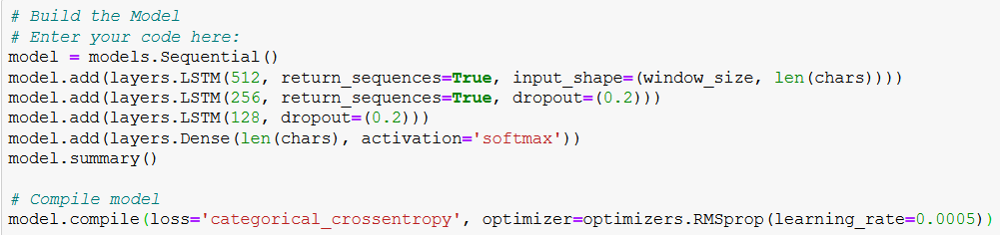 # Build the Model
# Enter your code here:
model = models.Sequential()
model.add(layers.LSTM(512, return_sequences=True, input_shape=(window_size, len(chars))))
model.add(layers.LSTM(256, return_sequences=True, dropout=(0.2)))
model.add(layers.LSTM(128, dropout=(0.2)))
model.add(layers.Dense(len(chars), activation='softmax'))
model.summary()
# Compile model
model.compile(loss='categorical_crossentropy', optimizer=optimizers.RMSprop(learning_rate=0.0005))